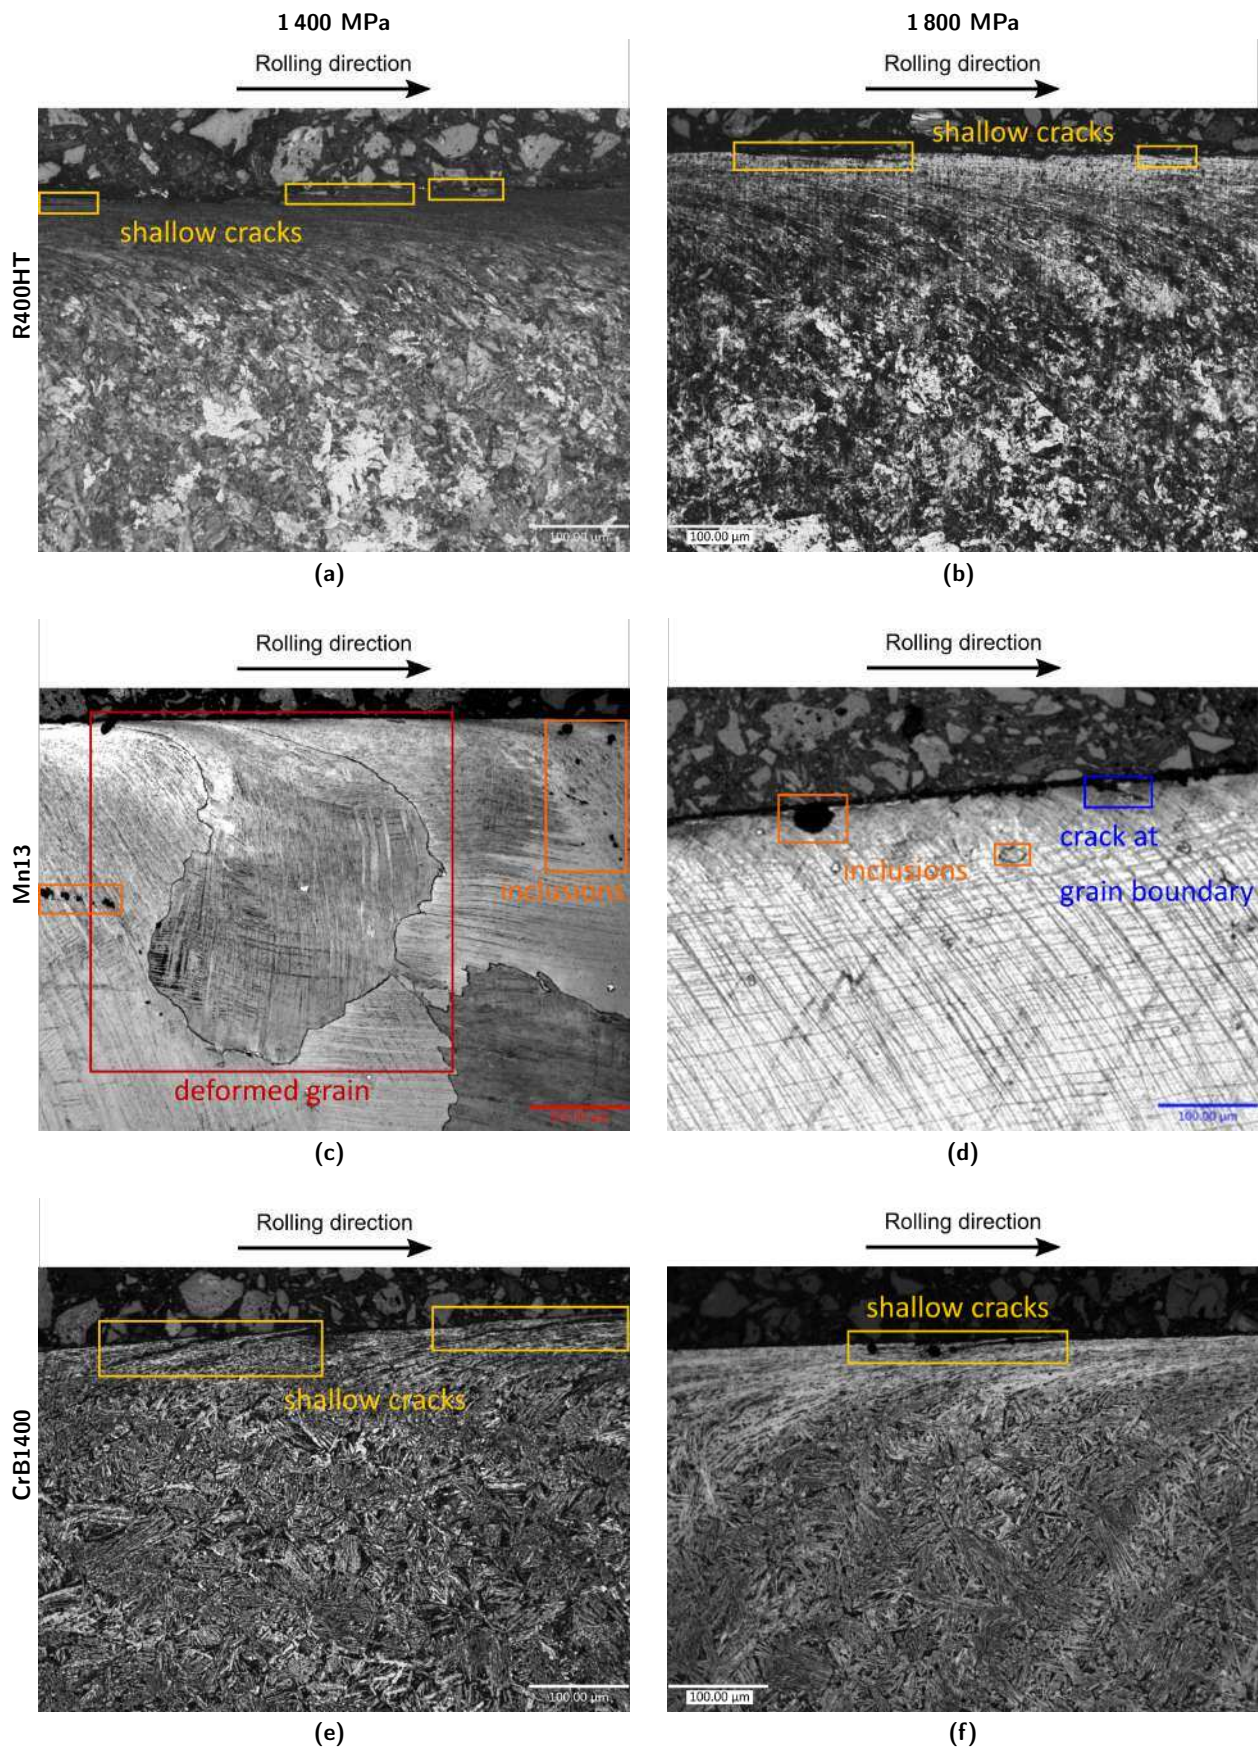 1 400 MPa
1 800 MPa
Rolling direction
Rolling direction
R400HT
shallow cracks
100.00 µm
shallow cracks
100.00 µm
(a)
(b)
Rolling direction
Rolling direction
Mn13
inclusions
deformed grain
inclusions
crack at
grain boundary
100.00 µm
(c)
(d)
Rolling direction
Rolling direction
CrB1400
shallow cracks
100.00 µm
shallow cracks
100.00 µm
(e)
(f)